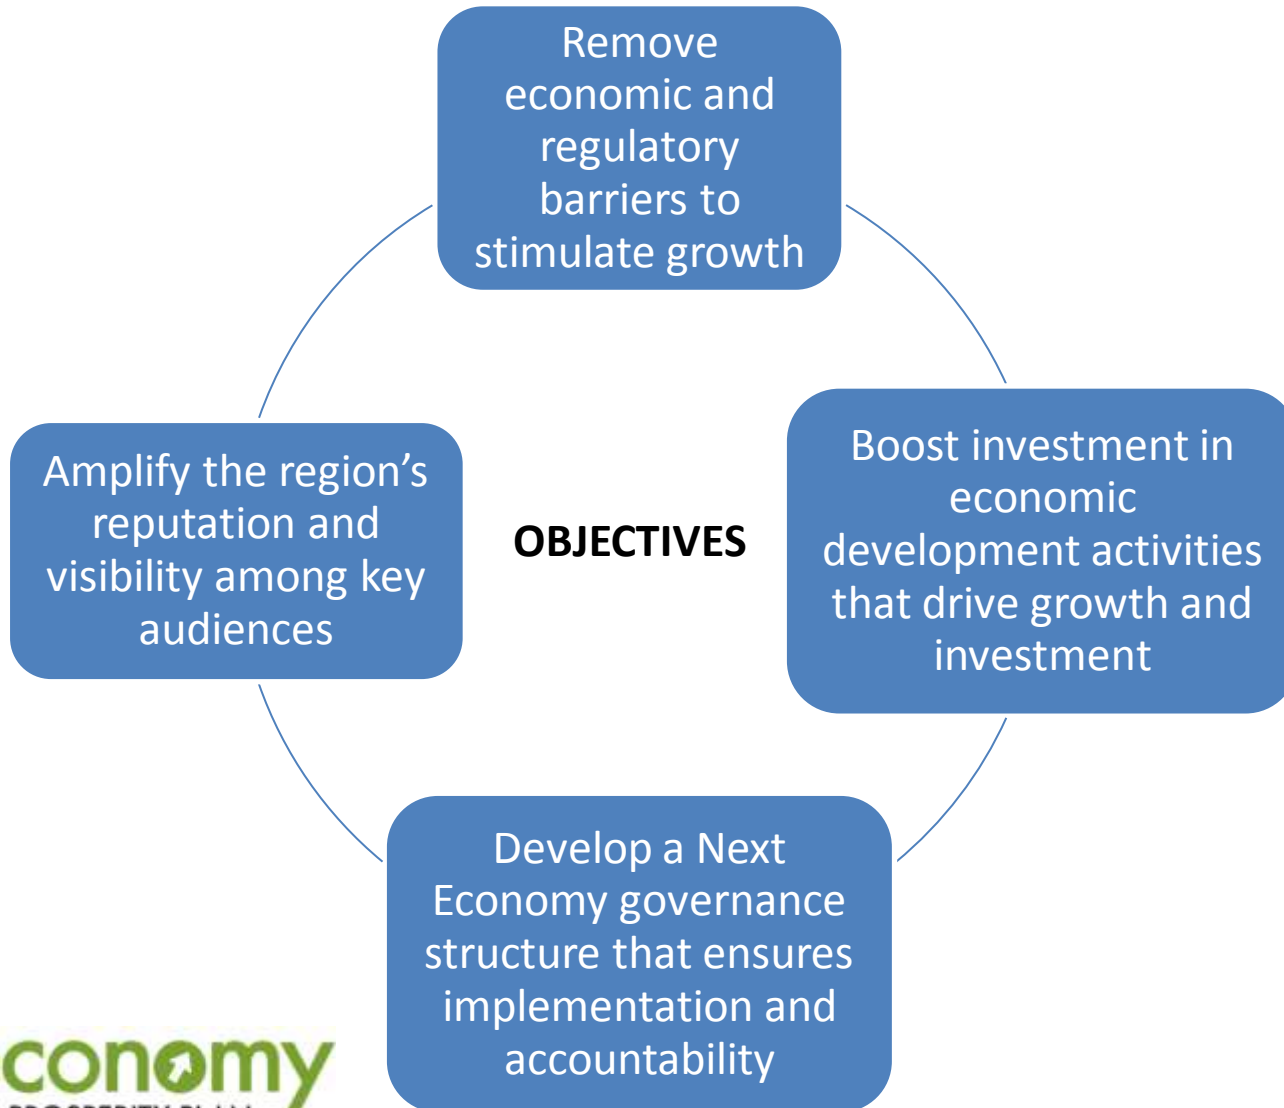 Remove
economic and
regulatory
barriers to
stimulate growth
Amplify the region’s
reputation and
visibility among key
audiences
OBJECTIVES
Boost investment in
economic
development activities
that drive growth and
investment
Develop a Next
Economy governance
structure that ensures
implementation and
accountability
conomy